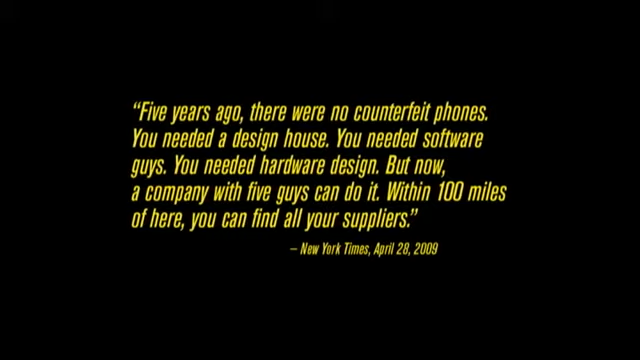 “Five years ago, there were no counterfeit phones.
You needed a design house. You needed software
guys. You needed hardware design. But now,
a company with five guys can do it. Within 100 miles
of here, you can find all your suppliers.”
– New York Times, April 28, 2009